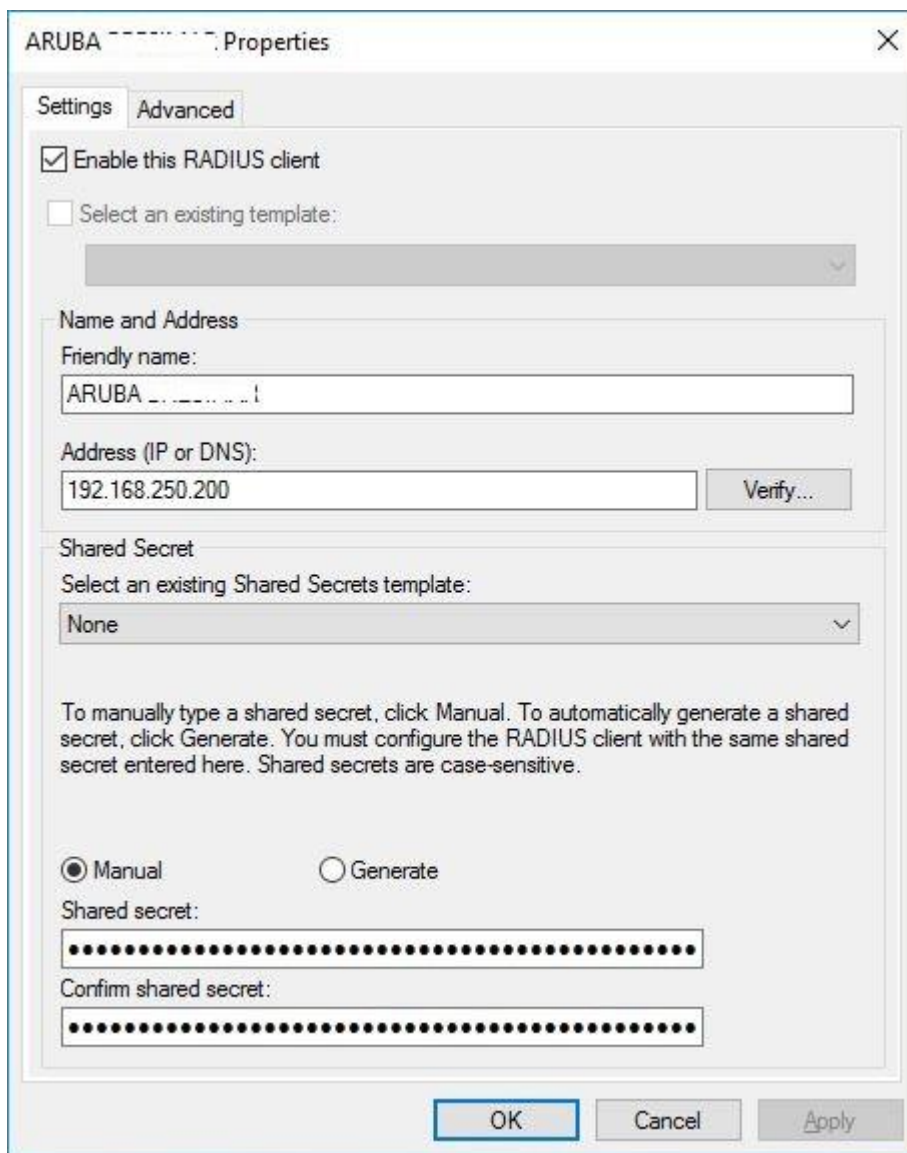 ARUBA Properties
Settings
Advanced
Enable this RADIUS client
Select an existing template:
Name and Address
Friendly name:
ARUBA
Address (IP or DNS):
192.168.250.200
Verify...
Shared Secret
Select an existing Shared Secrets template:
None
To manually type a shared secret, click Manual. To automatically generate a shared
secret, click Generate. You must configure the RADIUS client with the same shared
secret entered here. Shared secrets are case-sensitive.
Manual
Generate
Shared secret:
●●●●●●●●●●●●●●●●●●●●●●●●●●●●●●●●●●●●●●●●●●●●●●●●●●●●●
Confirm shared secret:
●●●●●●●●●●●●●●●●●●●●●●●●●●●●●●●●●●●●●●●●●●●●●●●●●●●●●
OK
Cancel
Apply